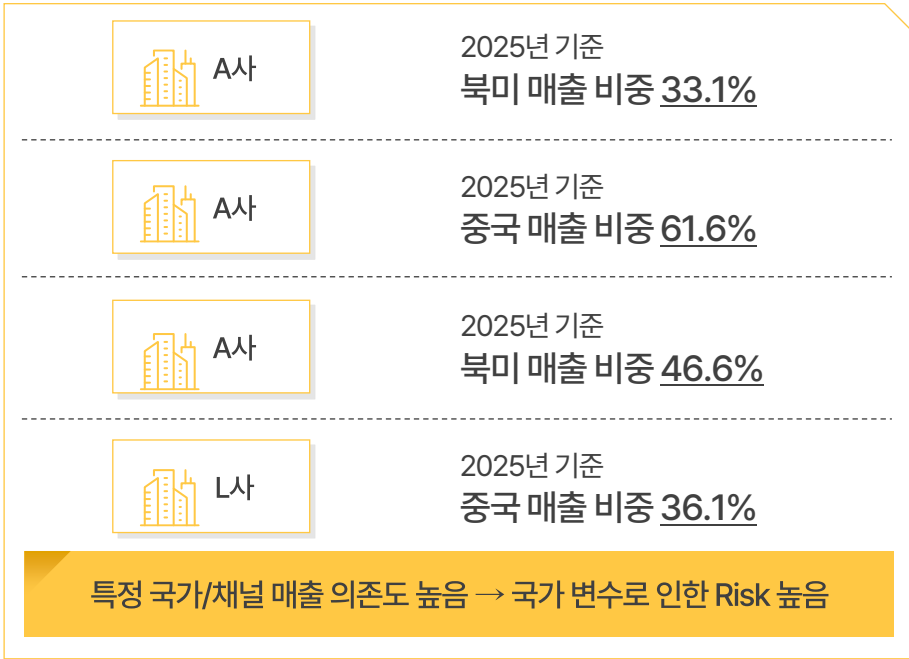 A사
2025년 기준
북미 매출 비중 33.1%
A사
2025년 기준
중국 매출 비중 61.6%
A사
2025년 기준
북미 매출 비중 46.6%
L사
2025년 기준
중국 매출 비중 36.1%
특정 국가/채널 매출 의존도 높음 → 국가 변수로 인한 Risk 높음